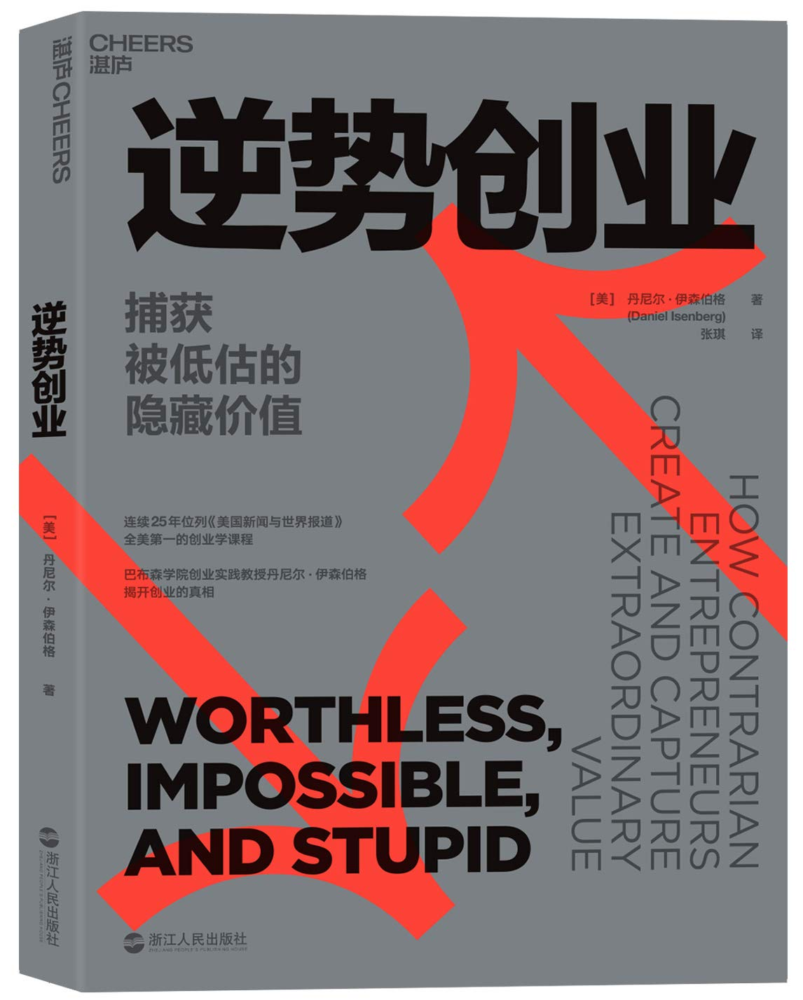 CHEERS
湛庐
逆势创业
捕获
被低估的
隐藏价值
[美] 丹尼尔·伊森伯格 著
(Daniel Isenberg)
张琪 译
HOW CONTRARIAN
ENTREPRENEURS
CREATE AND CAPTURE
EXTRAORDINARY
VALUE
连续25年位列《美国新闻与世界报道》
全美第一的创业学课程
巴布森学院创业实践教授丹尼尔·伊森伯格
揭开创业的真相
WORTHLESS,
IMPOSSIBLE,
AND STUPID
浙江人民出版社
ZHEJIANG PEOPLE'S PUBLISHING HOUSE
湛庐CHEERS
逆势创业
[美] 丹尼尔·伊森伯格 著
浙江人民出版社
ZHEJIANG PEOPLE'S PUBLISHING HOUSE